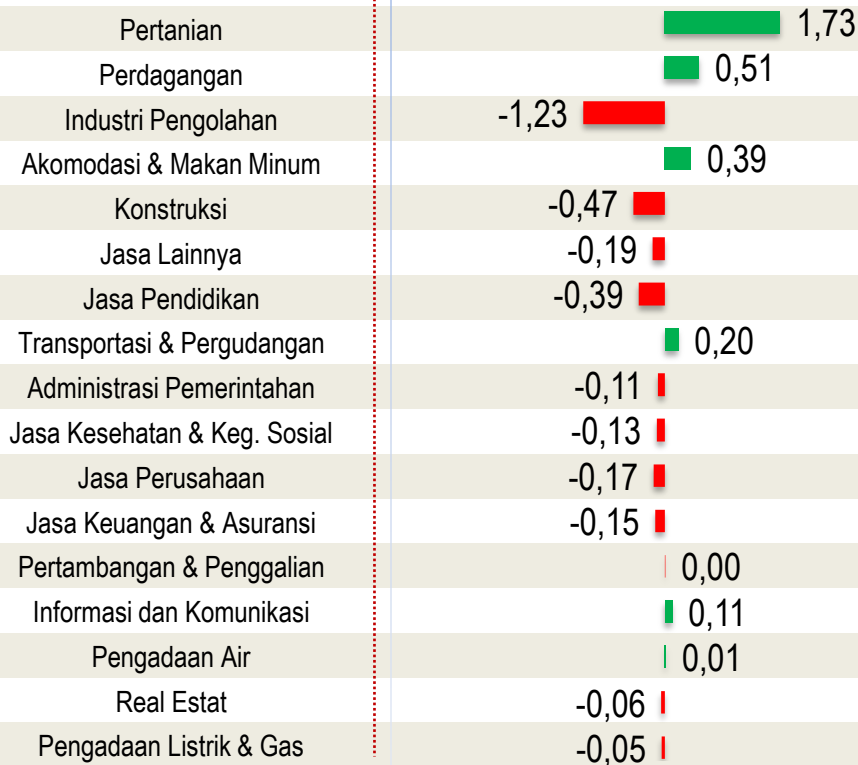 Pertanian 1,73
Perdagangan 0,51
Industri Pengolahan -1,23
Akomodasi & Makan Minum 0,39
Konstruksi -0,47
Jasa Lainnya -0,19
Jasa Pendidikan -0,39
Transportasi & Pergudangan 0,20
Administrasi Pemerintahan -0,11
Jasa Kesehatan & Keg. Sosial -0,13
Jasa Perusahaan -0,17
Jasa Keuangan & Asuransi -0,15
Pertambangan & Penggalian 0,00
Informasi dan Komunikasi 0,11
Pengadaan Air 0,01
Real Estat -0,06
Pengadaan Listrik & Gas -0,05